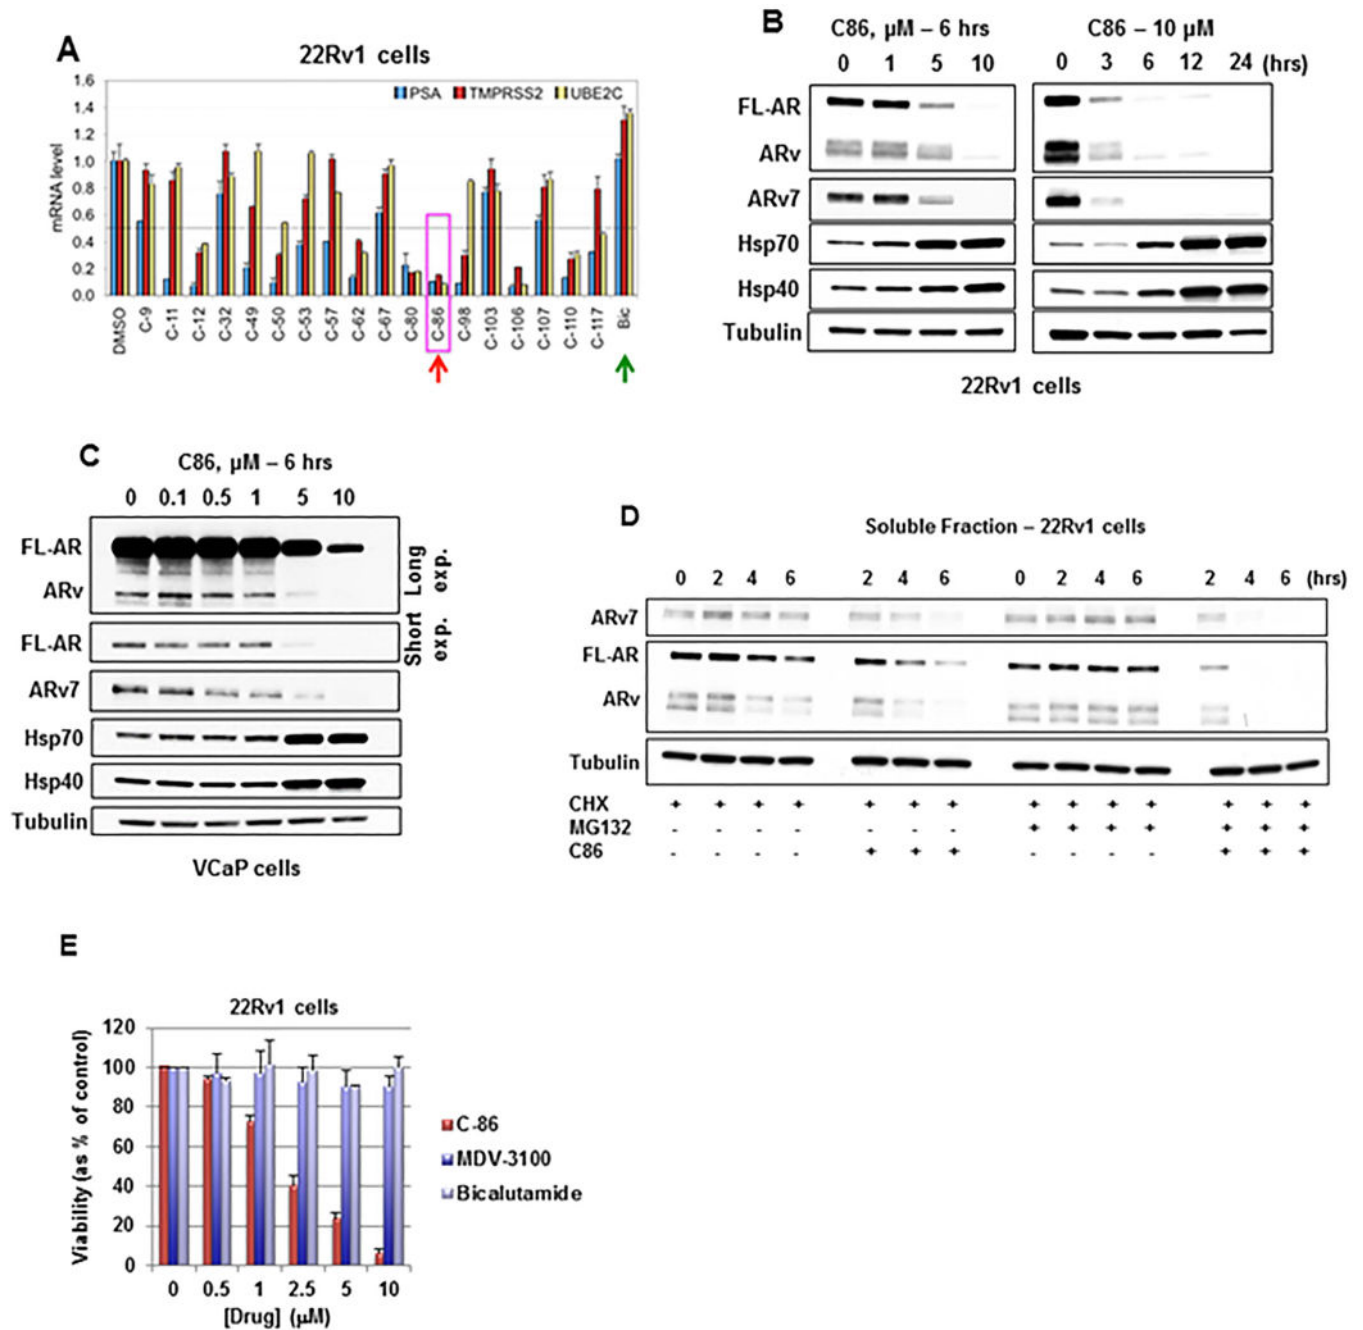 A
22Rv1 cells
PSA TMPRSS2 UBE2C
mRNA level
1.6
1.4
1.2
1.0
0.8
0.6
0.4
0.2
0.0
DMSO C-9 C-11 C-12 C-32 C-49 C-50 C-53 C-57 C-62 C-67 C-80 C-86 C-98 C-103 C-106 C-107 C-110 C-117 Bic
B
C86, µM – 6 hrs C86 – 10 µM
0 1 5 10 0 3 6 12 24 (hrs)
FL-AR
ARv
ARv7
Hsp70
Hsp40
Tubulin
22Rv1 cells
C
C86, µM – 6 hrs
0 0.1 0.5 1 5 10
FL-AR
ARv
Long exp.
FL-AR
Short exp.
ARv7
Hsp70
Hsp40
Tubulin
VCaP cells
D
Soluble Fraction – 22Rv1 cells
0 2 4 6 2 4 6 0 2 4 6 2 4 6 (hrs)
ARv7
FL-AR
ARv
Tubulin
CHX + + + + + + + + + + + + + +
MG132 - - - - - - - + + + + + + +
C86 - - - - + + + - - - - + + +
E
22Rv1 cells
Viability (as % of control)
120
100
80
60
40
20
0
0 0.5 1 2.5 5 10
[Drug] (µM)
C-86
MDV-3100
Bicalutamide